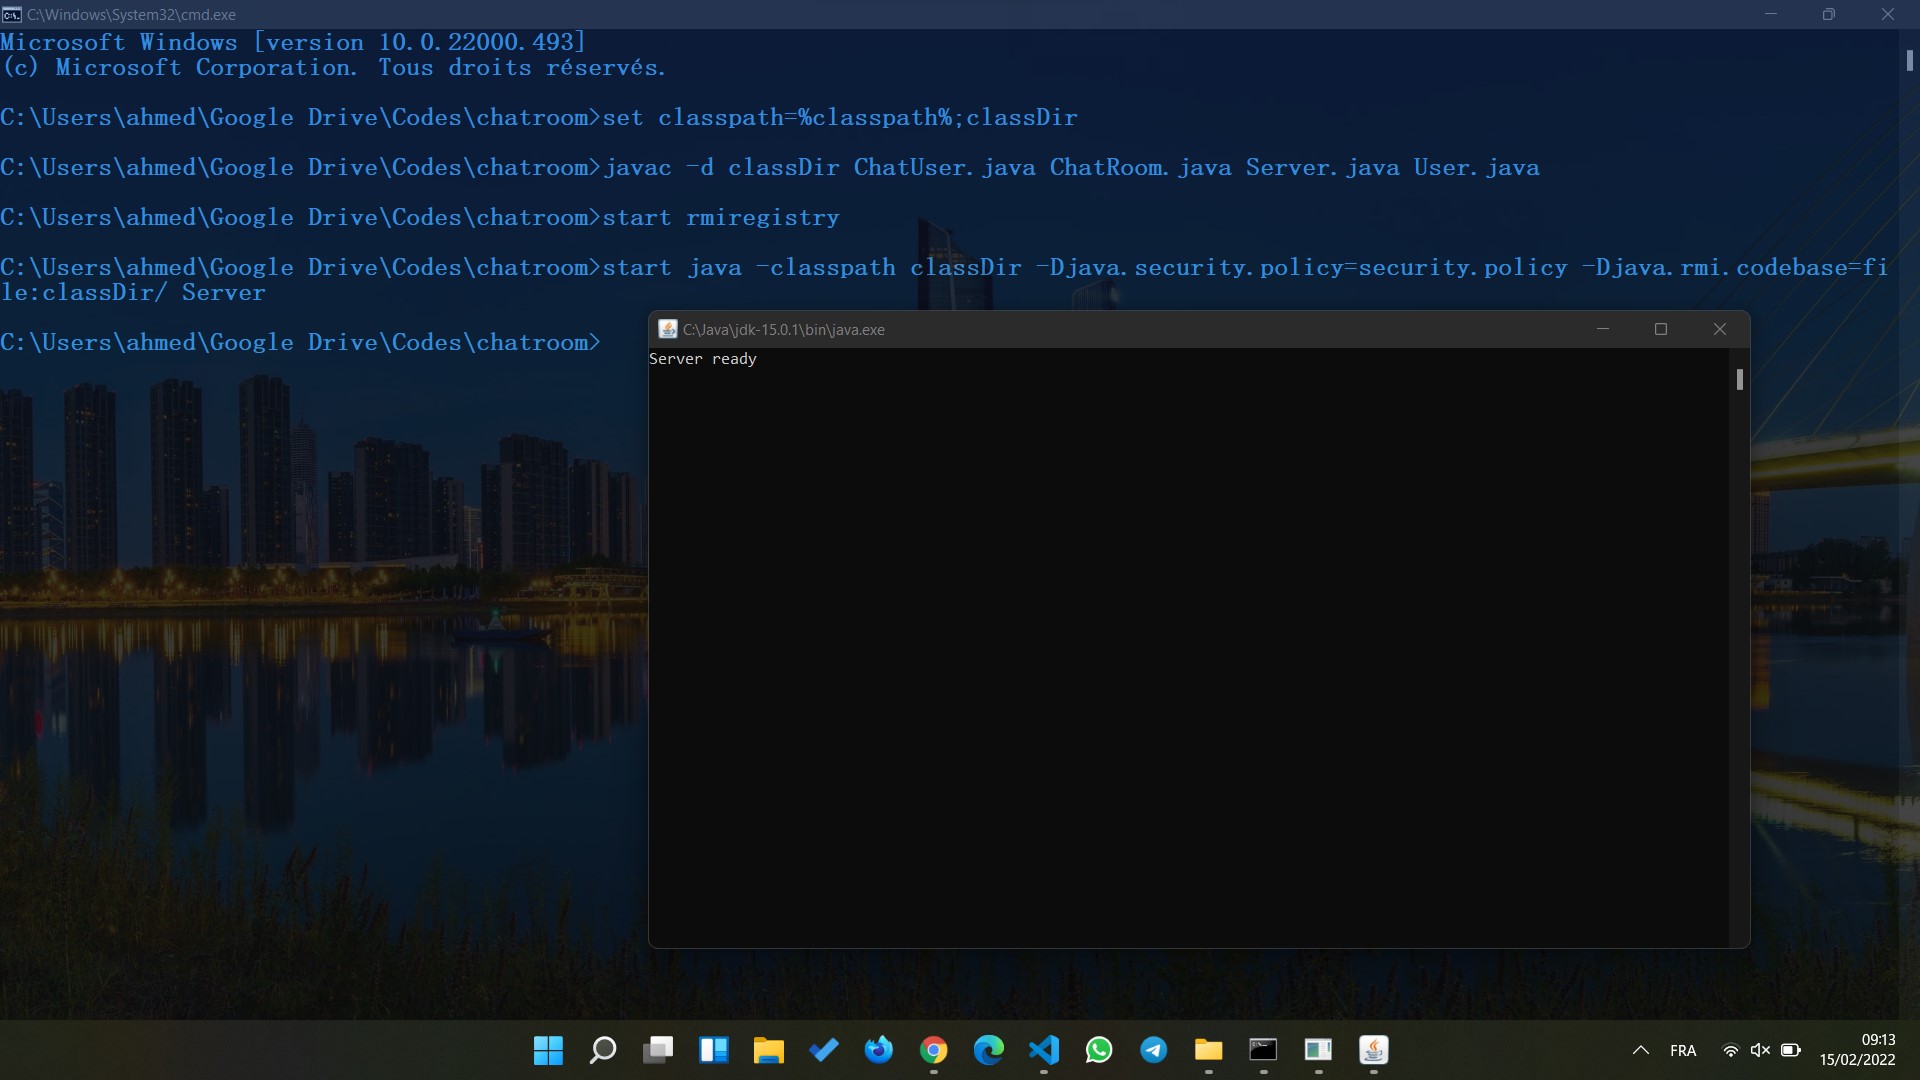 C:\Windows\System32\cmd.exe
Microsoft Windows [version 10.0.22000.493]
(c) Microsoft Corporation. Tous droits réservés.
C:\Users\ahmed\Google Drive\Codes\chatroom>set classpath=%classpath%;classDir
C:\Users\ahmed\Google Drive\Codes\chatroom>javac -d classDir ChatUser.java ChatRoom.java Server.java User.java
C:\Users\ahmed\Google Drive\Codes\chatroom>start rmiregistry
C:\Users\ahmed\Google Drive\Codes\chatroom>start java -classpath classDir -Djava.security.policy=security.policy -Djava.rmi.codebase=fi
le:classDir/ Server
C:\Users\ahmed\Google Drive\Codes\chatroom>
C:\Java\jdk-15.0.1\bin\java.exe
Server ready
FRA
09:13
15/02/2022